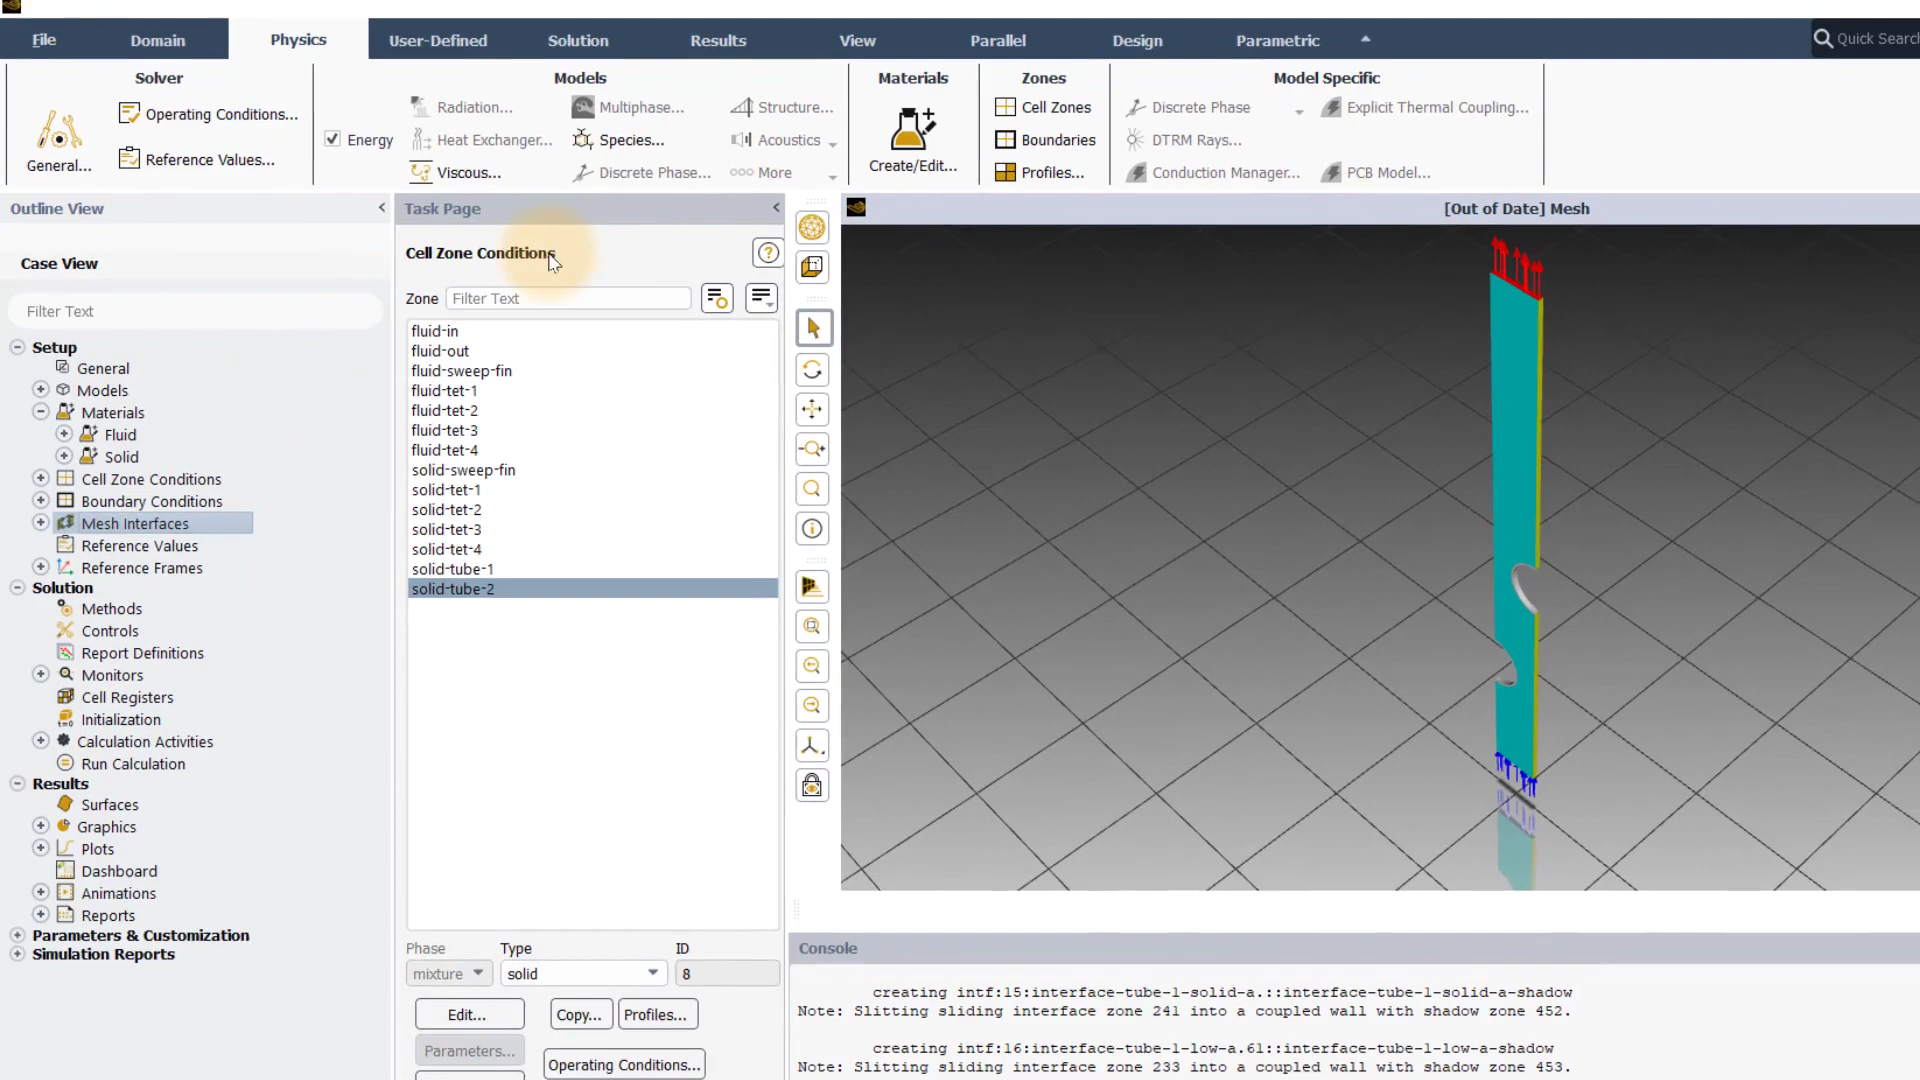 File Domain Physics User-Defined Solution Results View Parallel Design Parametric Quick Search
Solver Models Materials Zones Model Specific
General...
Operating Conditions...
Reference Values...
Energy
Radiation...
Heat Exchanger...
Viscous...
Multiphase...
Species...
Discrete Phase...
Structure...
Acoustics
More
Create/Edit...
Cell Zones
Boundaries
Profiles...
Discrete Phase
DTRM Rays...
Conduction Manager...
Explicit Thermal Coupling...
PCB Model...
Outline View
Case View
Filter Text
Setup
General
Models
Materials
Fluid
Solid
Cell Zone Conditions
Boundary Conditions
Mesh Interfaces
Reference Values
Reference Frames
Solution
Methods
Controls
Report Definitions
Monitors
Cell Registers
Initialization
Calculation Activities
Run Calculation
Results
Surfaces
Graphics
Plots
Dashboard
Animations
Reports
Parameters & Customization
Simulation Reports
Task Page
Cell Zone Conditions
Zone Filter Text
fluid-in
fluid-out
fluid-sweep-fin
fluid-tet-1
fluid-tet-2
fluid-tet-3
fluid-tet-4
solid-sweep-fin
solid-tet-1
solid-tet-2
solid-tet-3
solid-tet-4
solid-tube-1
solid-tube-2
Phase Type ID
mixture solid 8
Edit... Copy... Profiles...
Parameters... Operating Conditions...
[Out of Date] Mesh
Console
creating intf:15:interface-tube-1-solid-a.::interface-tube-1-solid-a-shadow
Note: Slitting sliding interface zone 241 into a coupled wall with shadow zone 452.
creating intf:16:interface-tube-1-low-a.61::interface-tube-1-low-a-shadow
Note: Slitting sliding interface zone 233 into a coupled wall with shadow zone 453.